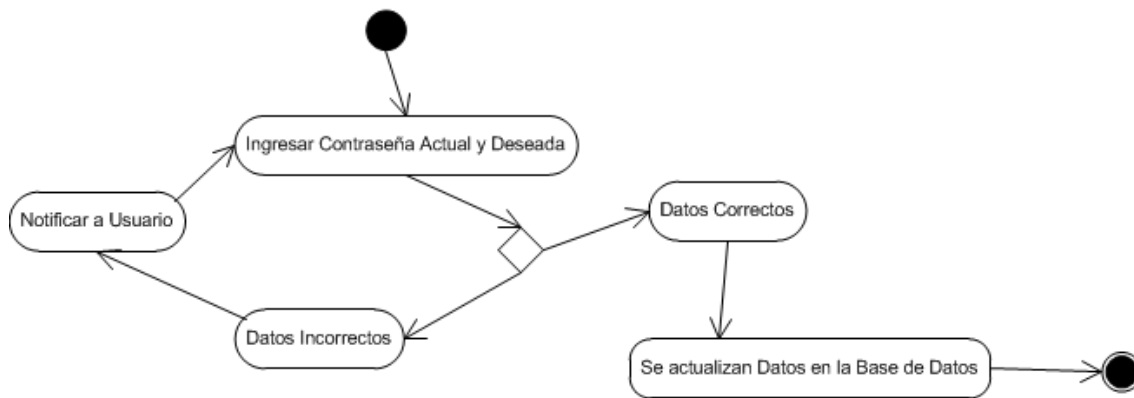 Ingresar Contraseña Actual y Deseada
Notificar a Usuario
Datos Correctos
Datos Incorrectos
Se actualizan Datos en la Base de Datos